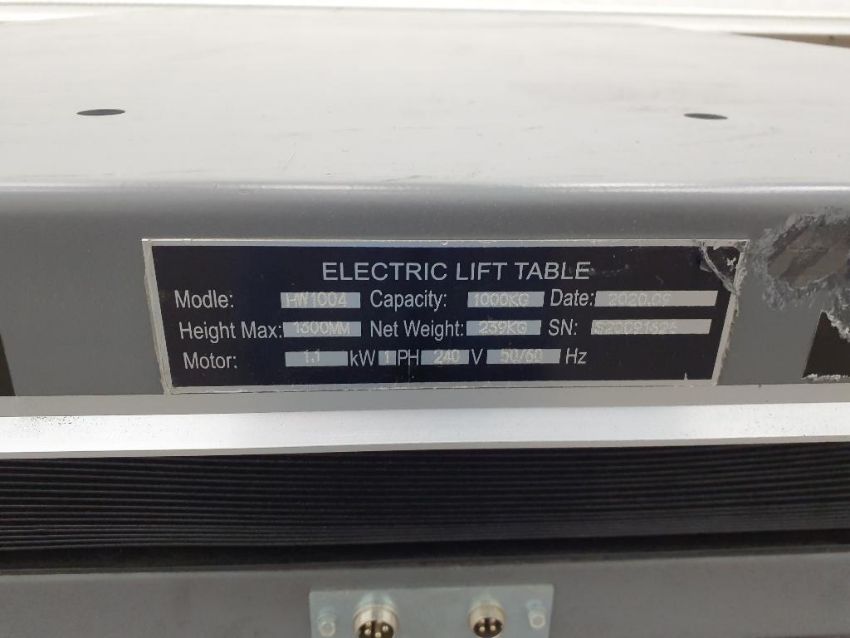 ELECTRIC LIFT TABLE
Modle: HW1004 Capacity: 1000KG Date: 2020.09
Height Max: 1300MM Net Weight: 239KG SN:
Motor: 1.1 kW 1 PH 240 V 50/60 Hz